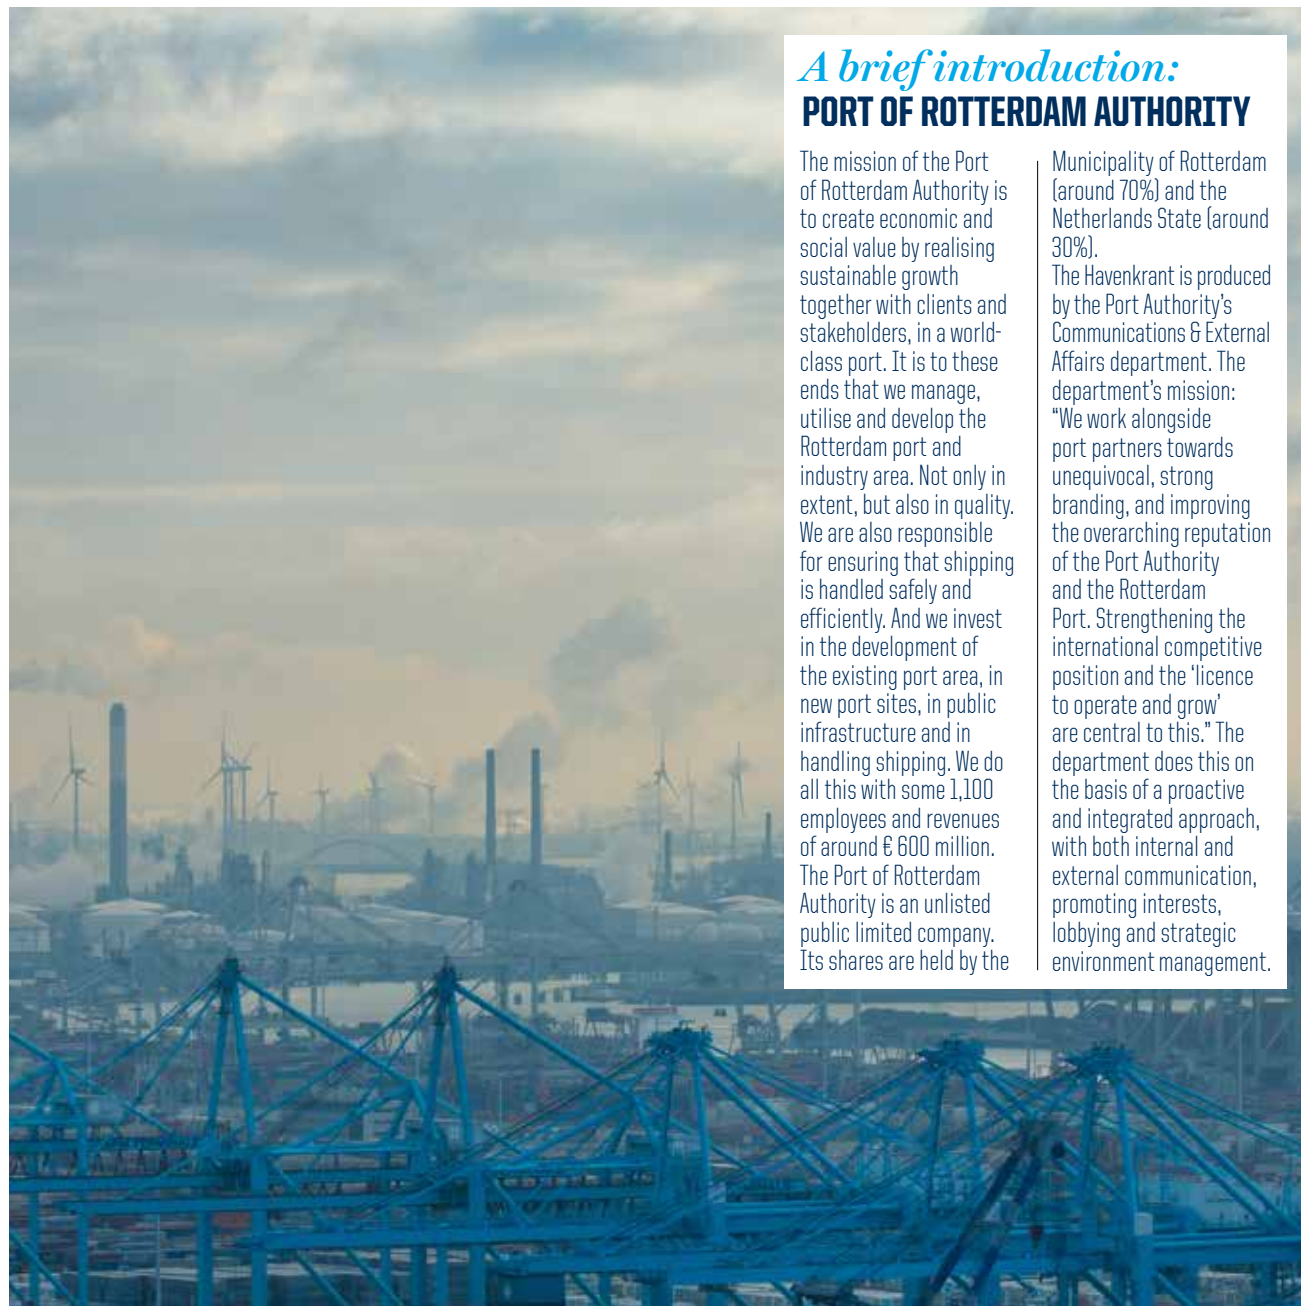 A brief introduction:
PORT OF ROTTERDAM AUTHORITY
The mission of the Port
of Rotterdam Authority is
to create economic and
social value by realising
sustainable growth
together with clients and
stakeholders, in a world-
class port. It is to these
ends that we manage,
utilise and develop the
Rotterdam port and
industry area. Not only in
extent, but also in quality.
We are also responsible
for ensuring that shipping
is handled safely and
efficiently. And we invest
in the development of
the existing port area, in
new port sites, in public
infrastructure and in
handling shipping. We do
all this with some 1,100
employees and revenues
of around € 600 million.
The Port of Rotterdam
Authority is an unlisted
public limited company.
Its shares are held by the
Municipality of Rotterdam
(around 70%) and the
Netherlands State (around
30%).
The Havenkrant is produced
by the Port Authority's
Communications & External
Affairs department. The
department's mission:
“We work alongside
port partners towards
unequivocal, strong
branding, and improving
the overarching reputation
of the Port Authority
and the Rotterdam
Port. Strengthening the
international competitive
position and the ‘licence
to operate and grow’
are central to this.” The
department does this on
the basis of a proactive
and integrated approach,
with both internal and
external communication,
promoting interests,
lobbying and strategic
environment management.